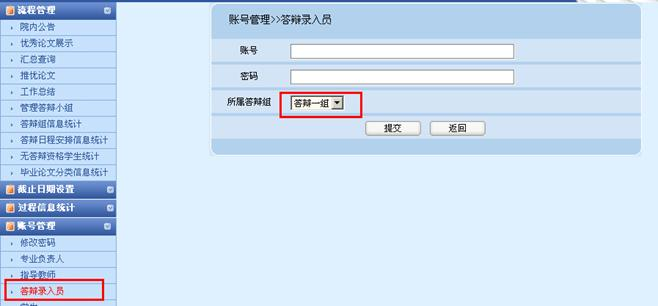 流程管理
院内公告
优秀论文展示
汇总查询
推优论文
工作总结
管理答辩小组
答辩组信息统计
答辩日程安排信息统计
无答辩资格学生统计
毕业论文分类信息统计
截止日期设置
过程信息统计
账号管理
修改密码
专业负责人
指导教师
答辩录入员
账号管理>>答辩录入员
账号
密码
所属答辩组 答辩一组
提交 返回